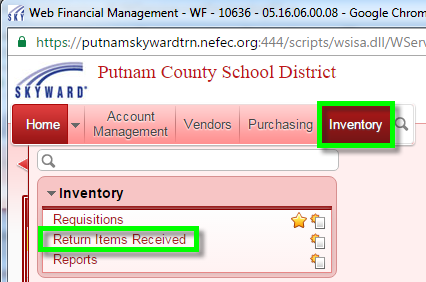 Web Financial Management - WF - 10636 - 05.16.06.00.08 - Google Chrom
https://putnamskywardtrn.nefec.org:444/scripts/wsisa.dll/WServ
SKYWARD
Putnam County School District
Home
Account
Management
Vendors
Purchasing
Inventory
Inventory
Requisitions
Return Items Received
Reports